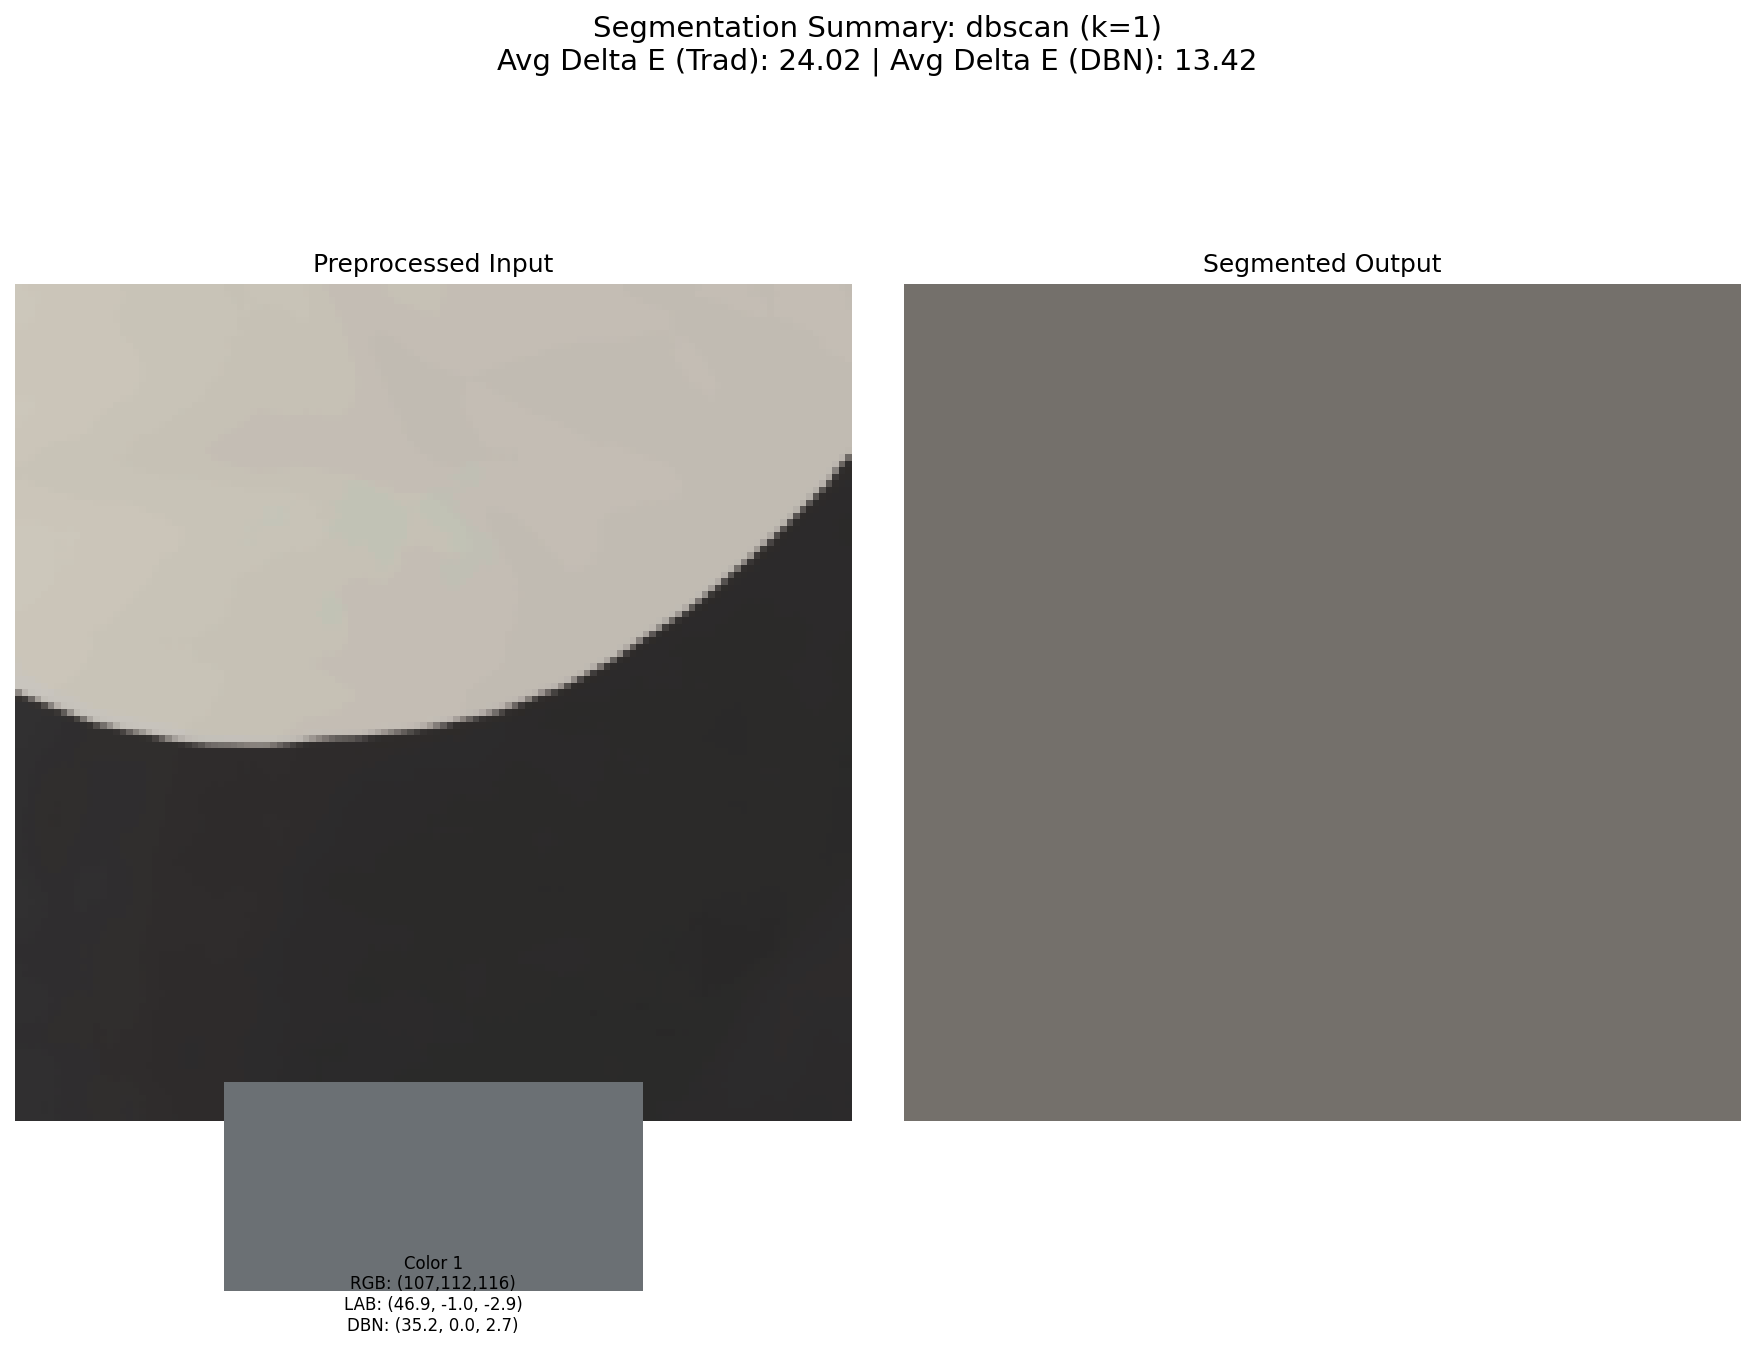 Segmentation Summary: dbscan (k=1)
Avg Delta E (Trad): 24.02 | Avg Delta E (DBN): 13.42
Preprocessed Input
Segmented Output
Color 1
RGB: (107,112,116)
LAB: (46.9, -1.0, -2.9)
DBN: (35.2, 0.0, 2.7)